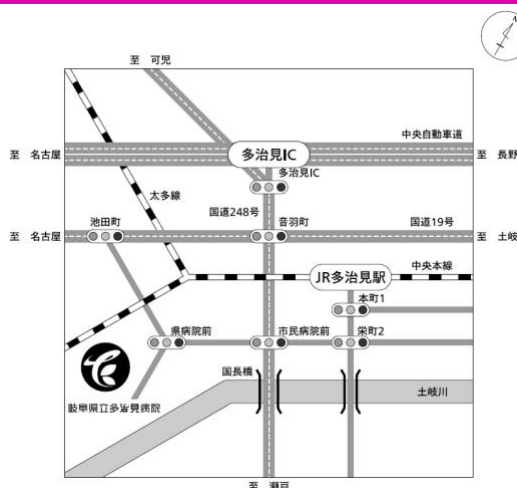 N
至　可児
中央自動車道
至　名古屋
多治見IC
至　長野
多治見IC
太多線
国道248号
池田町
音羽町
国道19号
至　名古屋
至　土岐
中央本線
JR多治見駅
本町1
県病院前
市民病院前
栄町2
国長橋
土岐川
岐阜県立多治見病院
至　瀬戸